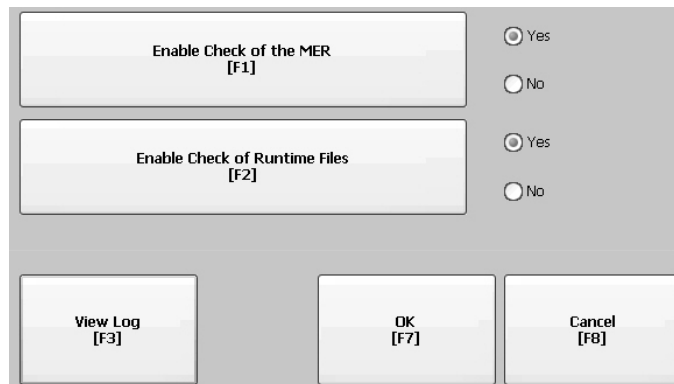 Enable Check of the MER
[F1]
Yes
No
Enable Check of Runtime Files
[F2]
Yes
No
View Log
[F3]
OK
[F7]
Cancel
[F8]